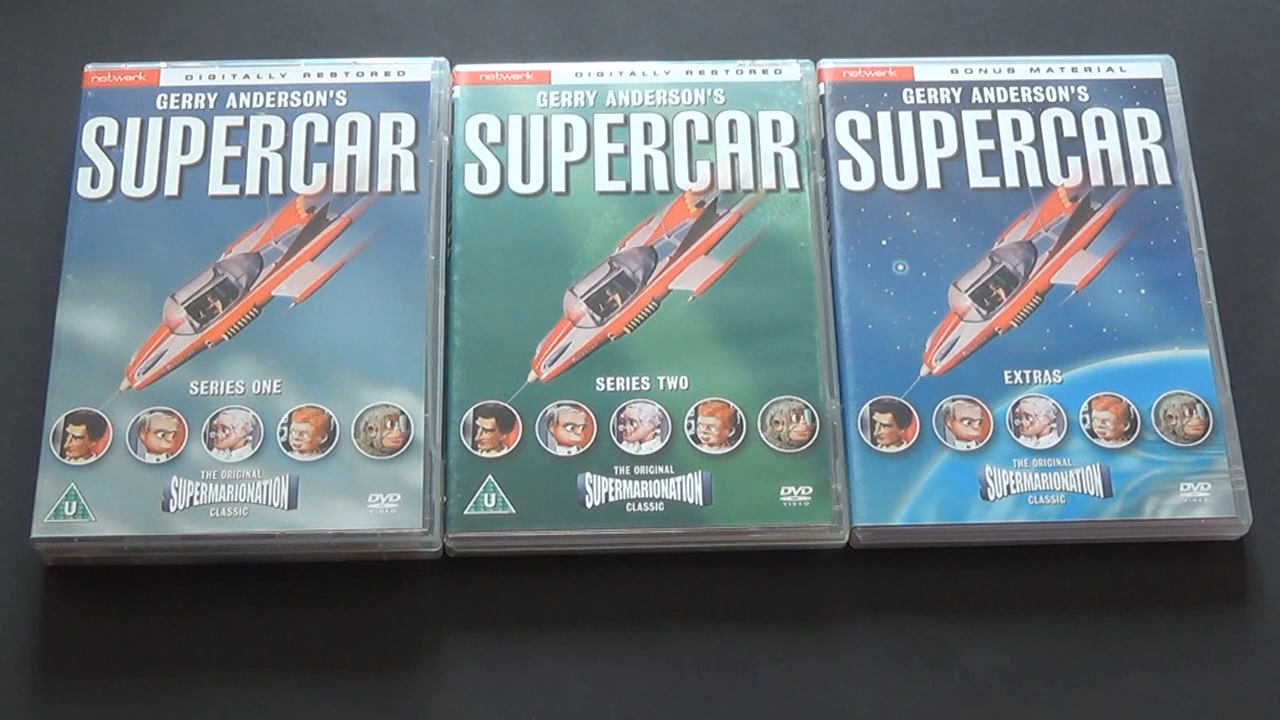 network DIGITALLY RESTORED
GERRY ANDERSON'S
SUPERCAR
SERIES ONE
THE ORIGINAL
SUPERMARIONATION
CLASSIC
U
DVD
VIDEO
network DIGITALLY RESTORED
GERRY ANDERSON'S
SUPERCAR
SERIES TWO
THE ORIGINAL
SUPERMARIONATION
CLASSIC
U
DVD
VIDEO
network BONUS MATERIAL
GERRY ANDERSON'S
SUPERCAR
EXTRAS
THE ORIGINAL
SUPERMARIONATION
CLASSIC
DVD
VIDEO